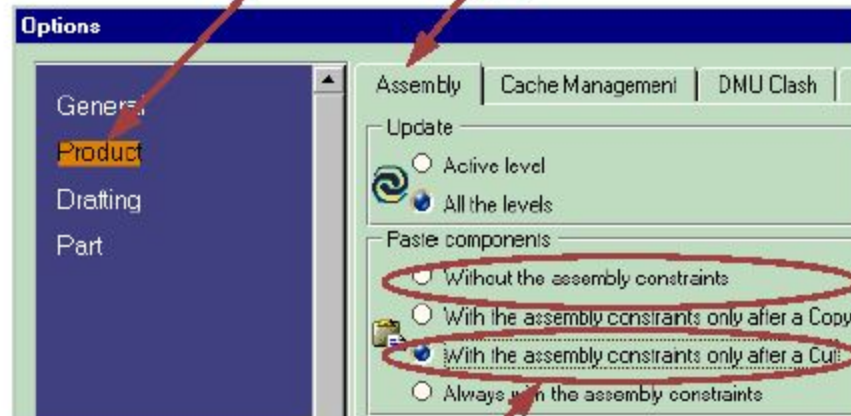 Options
General
Product
Drafting
Part
Assembly
Cache Management
DMU Clash
Update
Active level
All the levels
Paste components
Without the assembly constraints
With the assembly constraints only after a Copy
With the assembly constraints only after a Cut
Always with the assembly constraints